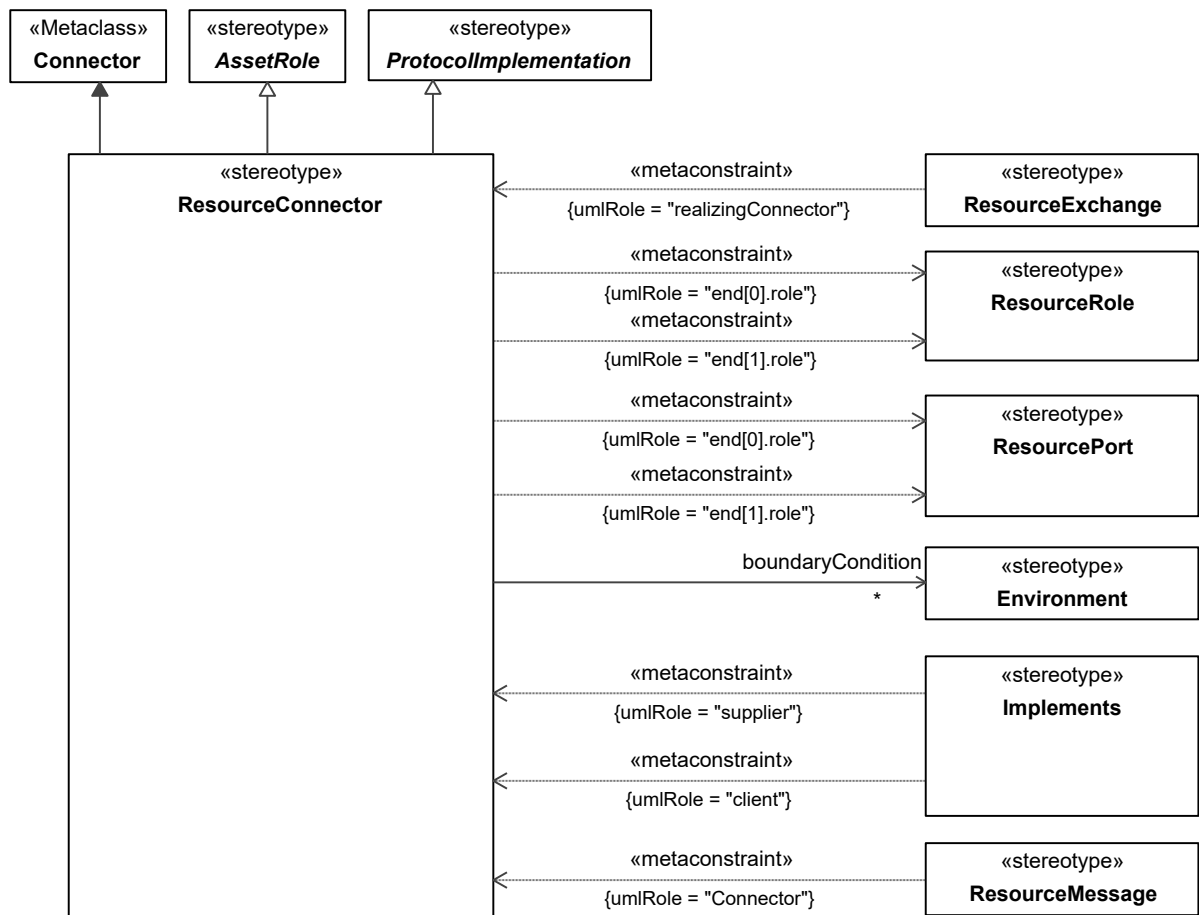 «Metaclass»
Connector
«stereotype»
AssetRole
«stereotype»
ProtocolImplementation
«stereotype»
ResourceConnector
«metaconstraint»
{umlRole = "realizingConnector"}
«stereotype»
ResourceExchange
«metaconstraint»
{umlRole = "end[0].role"}
«metaconstraint»
{umlRole = "end[1].role"}
«stereotype»
ResourceRole
«metaconstraint»
{umlRole = "end[0].role"}
«metaconstraint»
{umlRole = "end[1].role"}
«stereotype»
ResourcePort
boundaryCondition
*
«stereotype»
Environment
«metaconstraint»
{umlRole = "supplier"}
«metaconstraint»
{umlRole = "client"}
«stereotype»
Implements
«metaconstraint»
{umlRole = "Connector"}
«stereotype»
ResourceMessage